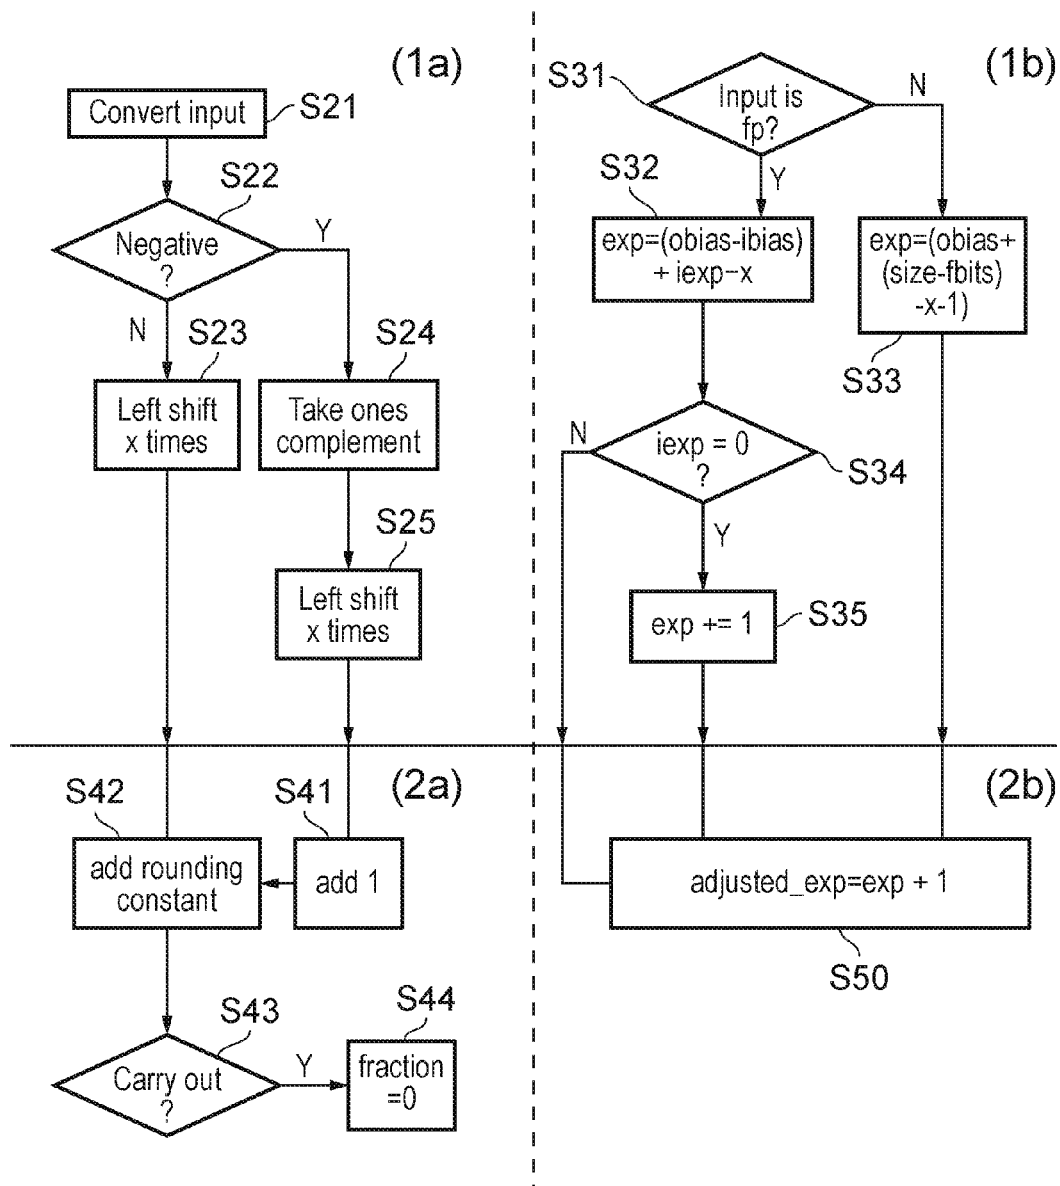 (1a)
Convert input
S21
S22
Negative
?
Y
N
S23
S24
Left shift
x times
Take ones
complement
S25
Left shift
x times
(1b)
S31
Input is
fp?
N
Y
S32
exp=(obias-ibias)
+ iexp-x
exp=(obias+
(size-fbits)
-x-1)
S33
N
iexp = 0
?
S34
Y
exp += 1
S35
(2a)
S42
S41
add rounding
constant
add 1
S43
S44
Carry out
?
Y
fraction
=0
(2b)
adjusted_exp=exp + 1
S50